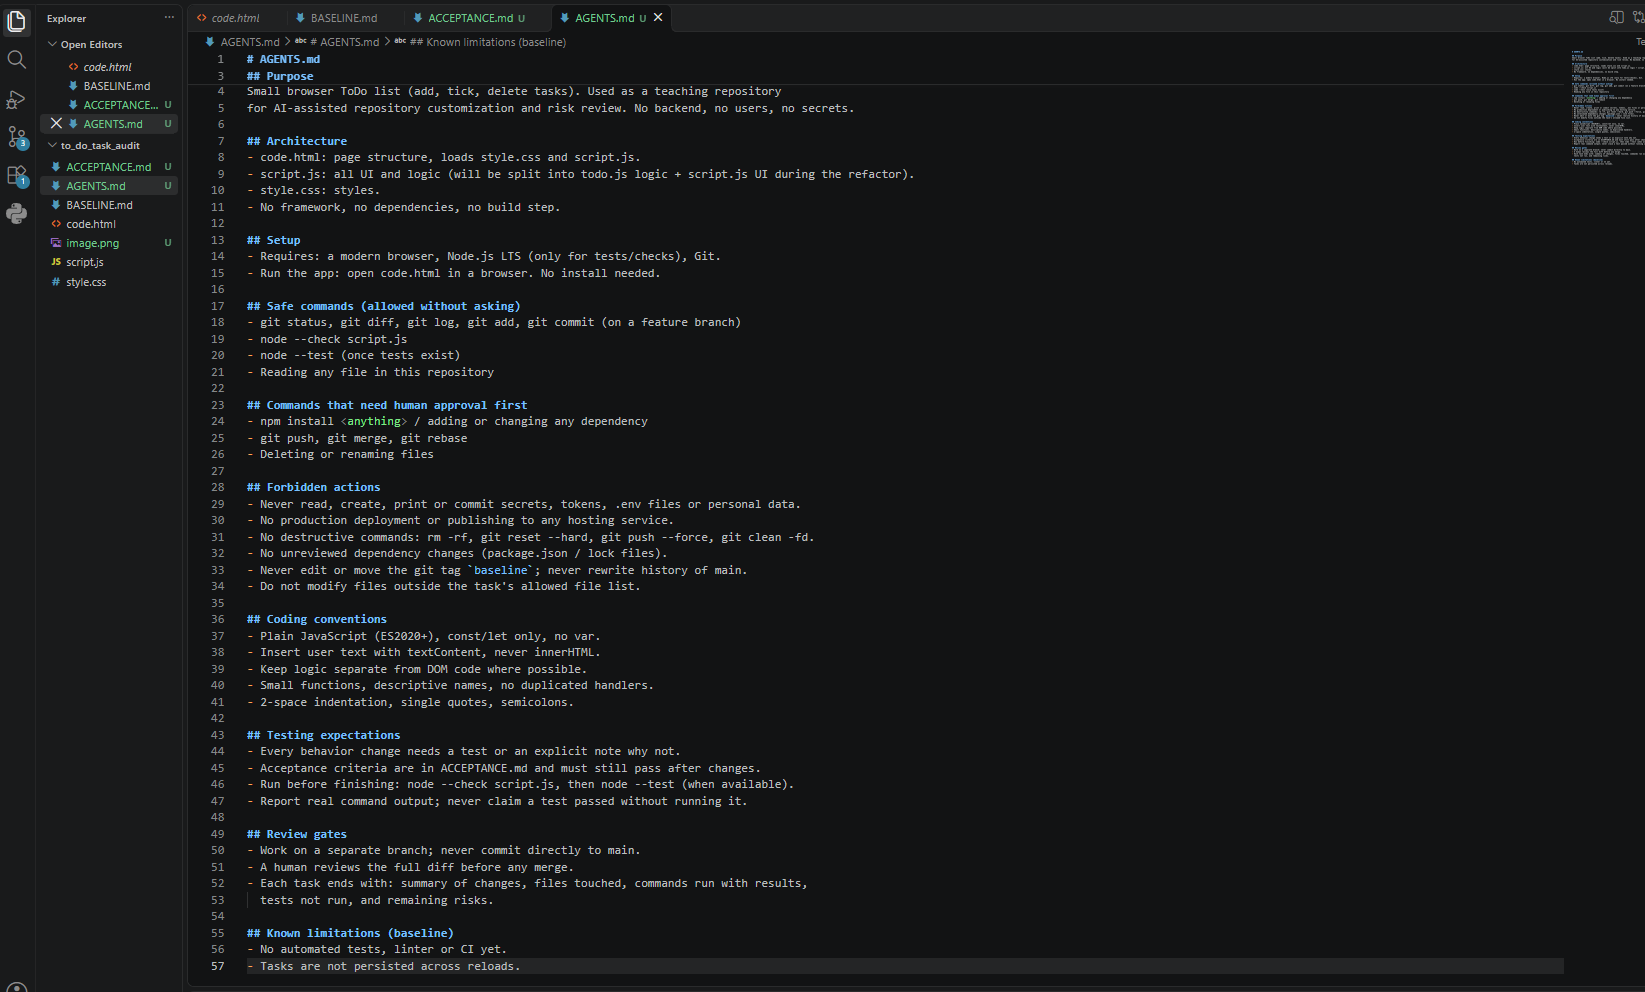 Explorer
Open Editors
code.html
BASELINE.md
ACCEPTANCE... U
AGENTS.md U
to_do_task_audit
ACCEPTANCE.md U
AGENTS.md U
BASELINE.md
code.html
image.png U
JS script.js
# style.css
3
1
code.html
BASELINE.md
ACCEPTANCE.md U
AGENTS.md U
AGENTS.md > abc # AGENTS.md > abc ## Known limitations (baseline)
1 # AGENTS.md
3 ## Purpose
4 Small browser ToDo list (add, tick, delete tasks). Used as a teaching repository
5 for AI-assisted repository customization and risk review. No backend, no users, no secrets.
6
7 ## Architecture
8 - code.html: page structure, loads style.css and script.js.
9 - script.js: all UI and logic (will be split into todo.js logic + script.js UI during the refactor).
10 - style.css: styles.
11 - No framework, no dependencies, no build step.
12
13 ## Setup
14 - Requires: a modern browser, Node.js LTS (only for tests/checks), Git.
15 - Run the app: open code.html in a browser. No install needed.
16
17 ## Safe commands (allowed without asking)
18 - git status, git diff, git log, git add, git commit (on a feature branch)
19 - node --check script.js
20 - node --test (once tests exist)
21 - Reading any file in this repository
22
23 ## Commands that need human approval first
24 - npm install <anything> / adding or changing any dependency
25 - git push, git merge, git rebase
26 - Deleting or renaming files
27
28 ## Forbidden actions
29 - Never read, create, print or commit secrets, tokens, .env files or personal data.
30 - No production deployment or publishing to any hosting service.
31 - No destructive commands: rm -rf, git reset --hard, git push --force, git clean -fd.
32 - No unreviewed dependency changes (package.json / lock files).
33 - Never edit or move the git tag `baseline`; never rewrite history of main.
34 - Do not modify files outside the task's allowed file list.
35
36 ## Coding conventions
37 - Plain JavaScript (ES2020+), const/let only, no var.
38 - Insert user text with textContent, never innerHTML.
39 - Keep logic separate from DOM code where possible.
40 - Small functions, descriptive names, no duplicated handlers.
41 - 2-space indentation, single quotes, semicolons.
42
43 ## Testing expectations
44 - Every behavior change needs a test or an explicit note why not.
45 - Acceptance criteria are in ACCEPTANCE.md and must still pass after changes.
46 - Run before finishing: node --check script.js, then node --test (when available).
47 - Report real command output; never claim a test passed without running it.
48
49 ## Review gates
50 - Work on a separate branch; never commit directly to main.
51 - A human reviews the full diff before any merge.
52 - Each task ends with: summary of changes, files touched, commands run with results,
53 tests not run, and remaining risks.
54
55 ## Known limitations (baseline)
56 - No automated tests, linter or CI yet.
57 - Tasks are not persisted across reloads.